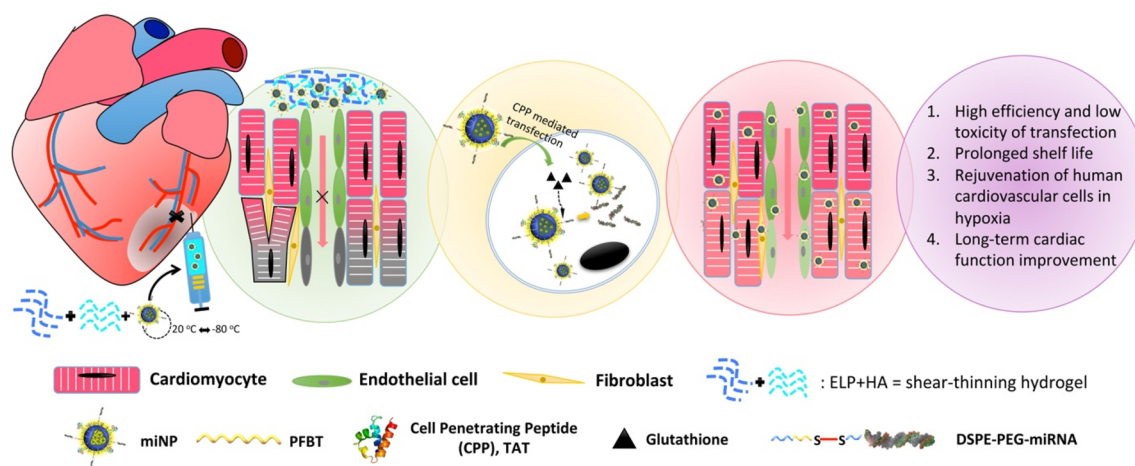 CPP mediated
transfection
1. High efficiency and low
toxicity of transfection
2. Prolonged shelf life
3. Rejuvenation of human
cardiovascular cells in
hypoxia
4. Long-term cardiac
function improvement
20 °C ⬌ -80 °C
Cardiomyocyte
Endothelial cell
Fibroblast
: ELP+HA = shear-thinning hydrogel
miNP
PFBT
Cell Penetrating Peptide
(CPP), TAT
Glutathione
S S
DSPE-PEG-miRNA